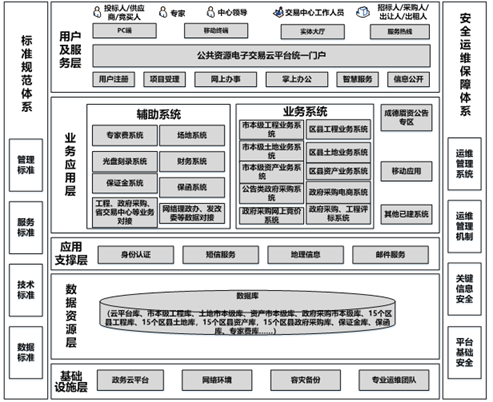 标准规范体系
管理
标准
服务
标准
技术
标准
数据
标准
用户
及服
务层
投标人/供应
商/竞买人
专家
中心领导
交易中心工作人员
招标人/采购人/
出让人/出租人
PC端
移动终端
实体大厅
服务热线
公共资源电子交易云平台统一门户
用户注册
项目受理
网上办事
掌上办公
智慧服务
信息公开
业务应用层
辅助系统
专家费系统
场地系统
光盘刻录系统
财务系统
保证金系统
保函系统
工程、政府采购、
省交易中心等业务
对接
网络理政办、发改
委等数据对接
业务系统
市本级工程业务系
统
区县工程业务系统
市本级土地业务系
统
区县土地业务系统
市本级资产业务系
统
区县资产业务系统
公告类政府采购系
统
政府采购电商系统
政府采购网上竞价
系统
政府采购、工程评
标系统
成德眉资公告
专区
移动应用
其他已建系统
应用
支撑层
身份认证
短信服务
地理信息
邮件服务
数据资源层
数据库
（云平台库、市本级工程库、土地市本级库、资产市本级库、政府采购市本级库、15个区
县工程库、15个区县土地库、15个区县资产库、15个区县政府采购库、保证金库、保函
库、专家费库......）
基础
设施层
政务云平台
网络环境
容灾备份
专业运维团队
安全运维保障体系
运维
管理
系统
运维
管理
机制
关键
信息
安全
平台
基础
安全